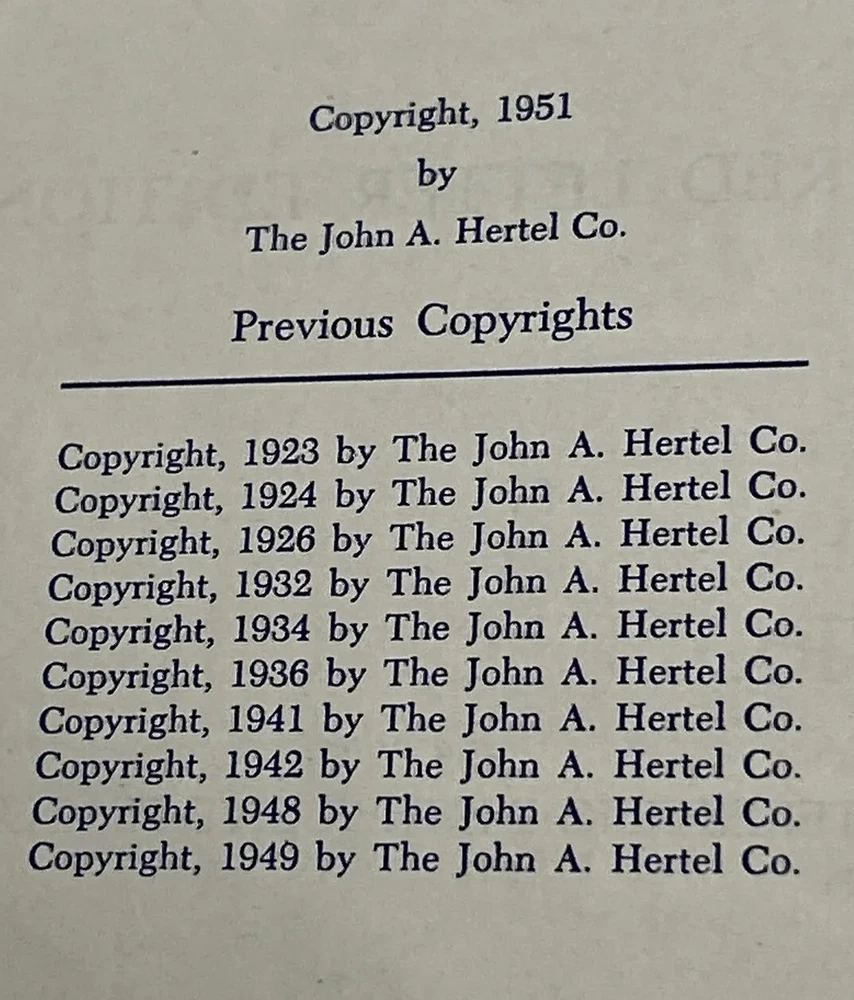 Copyright, 1951
by
The John A. Hertel Co.
Previous Copyrights
Copyright, 1923 by The John A. Hertel Co.
Copyright, 1924 by The John A. Hertel Co.
Copyright, 1926 by The John A. Hertel Co.
Copyright, 1932 by The John A. Hertel Co.
Copyright, 1934 by The John A. Hertel Co.
Copyright, 1936 by The John A. Hertel Co.
Copyright, 1941 by The John A. Hertel Co.
Copyright, 1942 by The John A. Hertel Co.
Copyright, 1948 by The John A. Hertel Co.
Copyright, 1949 by The John A. Hertel Co.